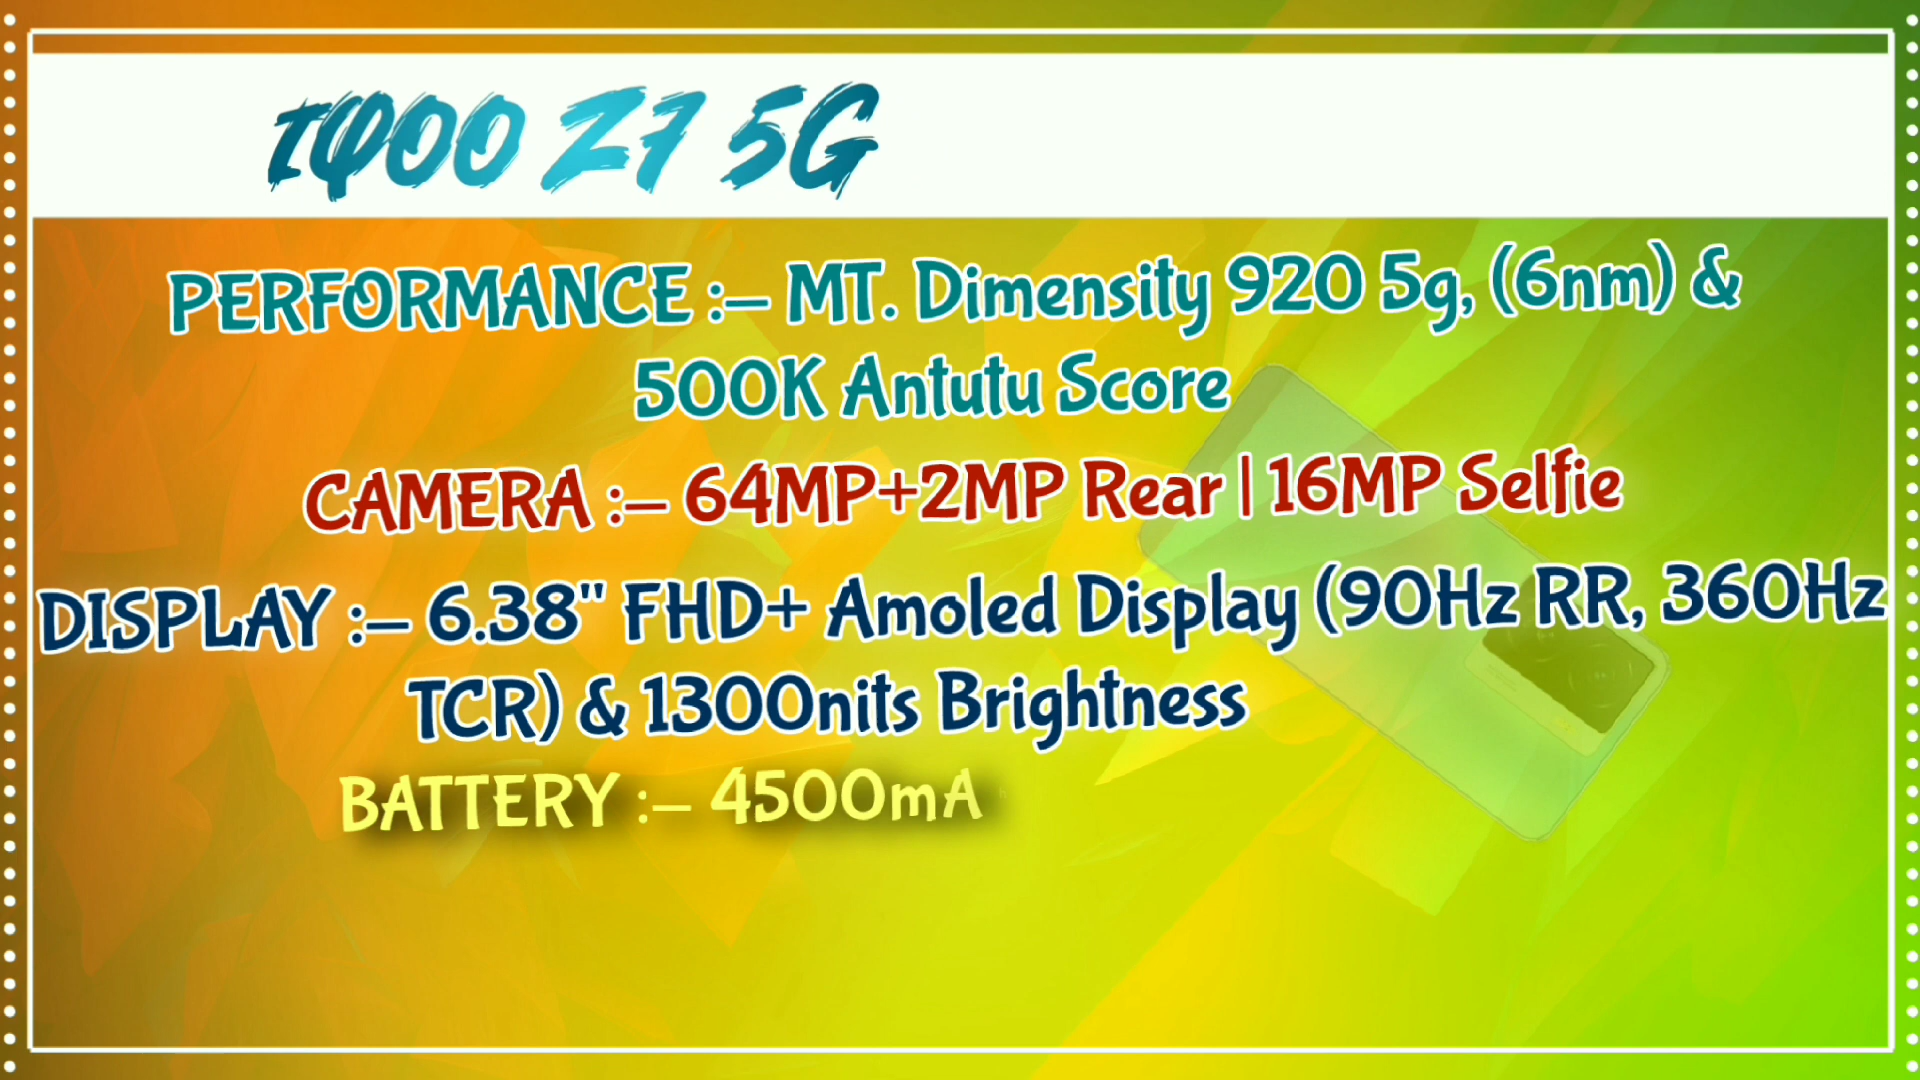 IQOO Z7 5G
PERFORMANCE :– MT. Dimensity 920 5g, (6nm) &
500K Antutu Score
CAMERA :– 64MP+2MP Rear | 16MP Selfie
DISPLAY :– 6.38" FHD+ Amoled Display (90Hz RR, 360Hz
TCR) & 1300nits Brightness
BATTERY :– 4500mA